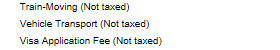 Train-Moving (Not taxed)
Vehicle Transport (Not taxed)
Visa Application Fee (Not taxed)